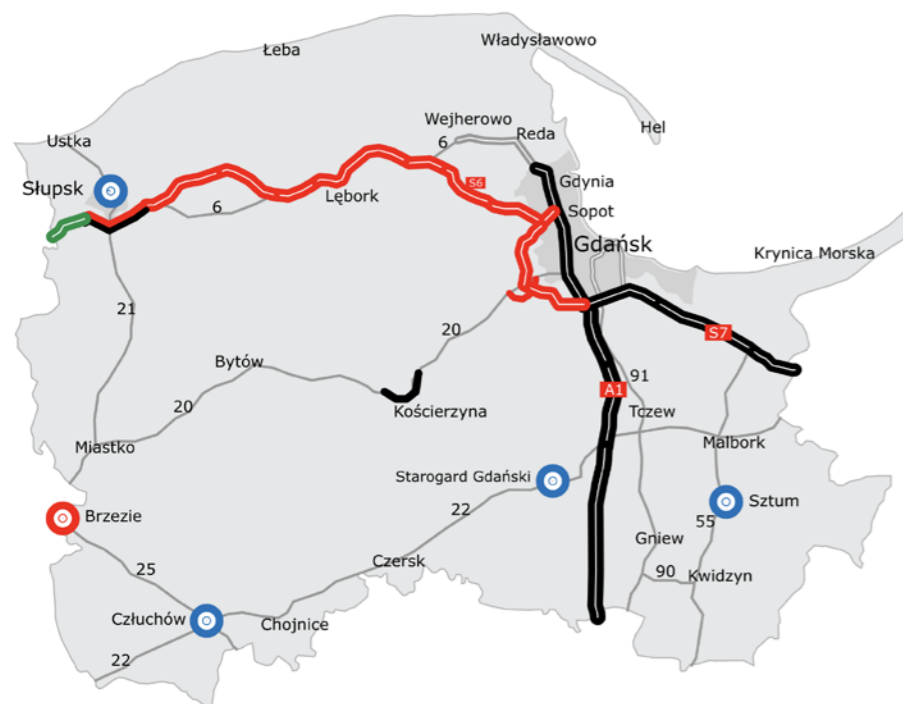 Władysławowo
Łeba
Wejherowo
Hel
Reda
6
Ustka
Gdynia
S6
Słupsk
Lębork
6
Sopot
Gdańsk
Krynica Morska
21
20
S7
Bytów
91
A1
20
Kościerzyna
Tczew
Miastko
Malbork
Starogard Gdański
Sztum
22
Brzezie
55
Gniew
Czersk
25
90
Kwidzyn
Człuchów
Chojnice
22